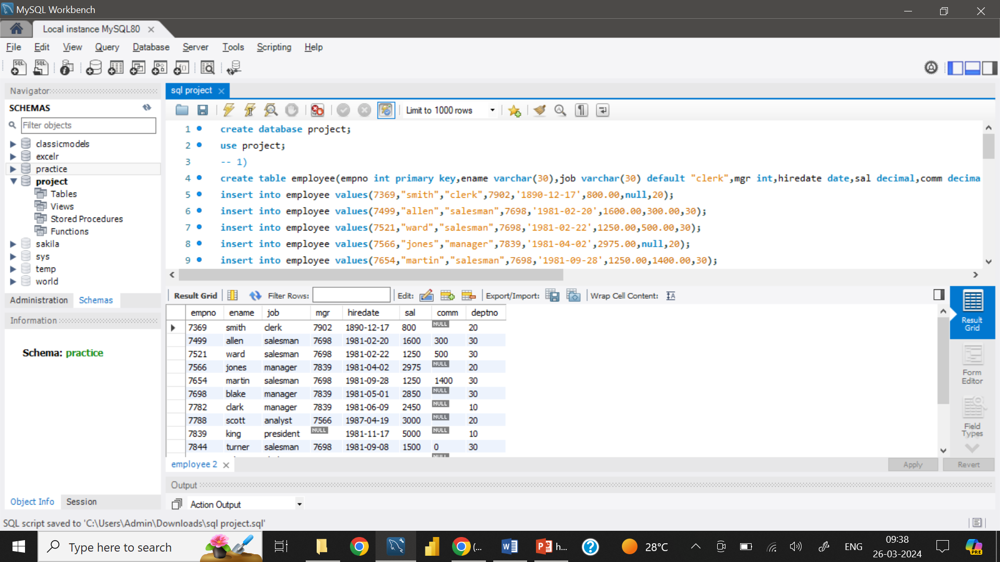 MySQL Workbench
Local instance MySQL80
File Edit View Query Database Server Tools Scripting Help
Navigator
SCHEMAS
Filter objects
classicmodels
excelr
practice
project
Tables
Views
Stored Procedures
Functions
sakila
sys
temp
world
Administration Schemas
Information
Schema: practice
Object Info Session
sql project
Limit to 1000 rows
1 create database project;
2 use project;
3 -- 1)
4 create table employee(empno int primary key,ename varchar(30),job varchar(30) default "clerk",mgr int,hiredate date,sal decimal,comm decima
5 insert into employee values(7369,"smith","clerk",7902,'1890-12-17',800.00,null,20);
6 insert into employee values(7499,"allen","salesman",7698,'1981-02-20',1600.00,300.00,30);
7 insert into employee values(7521,"ward","salesman",7698,'1981-02-22',1250.00,500.00,30);
8 insert into employee values(7566,"jones","manager",7839,'1981-04-02',2975.00,null,20);
9 insert into employee values(7654,"martin","salesman",7698,'1981-09-28',1250.00,1400.00,30);
Result Grid Filter Rows: Edit: Export/Import: Wrap Cell Content:
empno ename job mgr hiredate sal comm deptno
7369 smith clerk 7902 1890-12-17 800 NULL 20
7499 allen salesman 7698 1981-02-20 1600 300 30
7521 ward salesman 7698 1981-02-22 1250 500 30
7566 jones manager 7839 1981-04-02 2975 NULL 20
7654 martin salesman 7698 1981-09-28 1250 1400 30
7698 blake manager 7839 1981-05-01 2850 NULL 30
7782 clark manager 7839 1981-06-09 2450 NULL 10
7788 scott analyst 7566 1987-04-19 3000 NULL 20
7839 king president NULL 1981-11-17 5000 NULL 10
7844 turner salesman 7698 1981-09-08 1500 0 30
NULL
Result
Grid
Form
Editor
Field
Types
employee 2
Apply Revert
Output
Action Output
SQL script saved to 'C:\Users\Admin\Downloads\sql project.sql'
Type here to search
(...
h...
28°C
ENG
09:38
26-03-2024
PRE